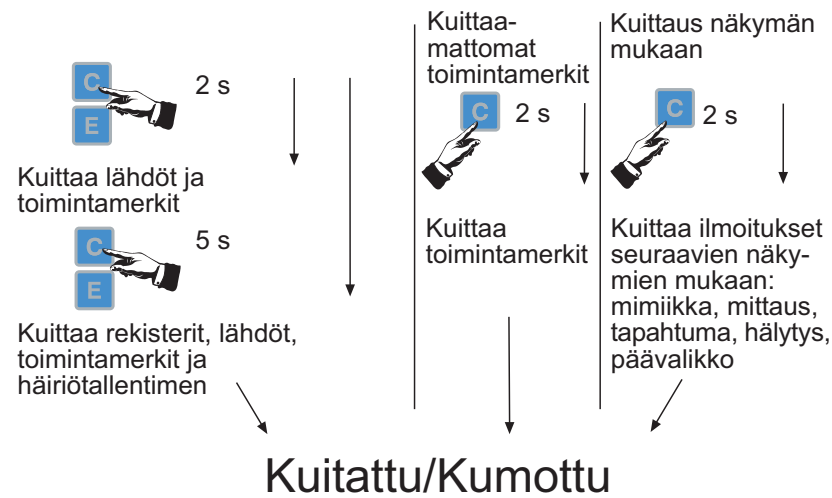 C
E
2 s
Kuittaa lähdöt ja
toimintamerkit
C
E
5 s
Kuittaa rekisterit, lähdöt,
toimintamerkit ja
häiriötallentimen
Kuittaa-
mattomat
toimintamerkit
C
2 s
Kuittaa
toimintamerkit
Kuittaus näkymän
mukaan
C
2 s
Kuittaa ilmoitukset
seuraavien näky-
mien mukaan:
mimiikka, mittaus,
tapahtuma, hälytys,
päävalikko
Kuitattu/Kumottu